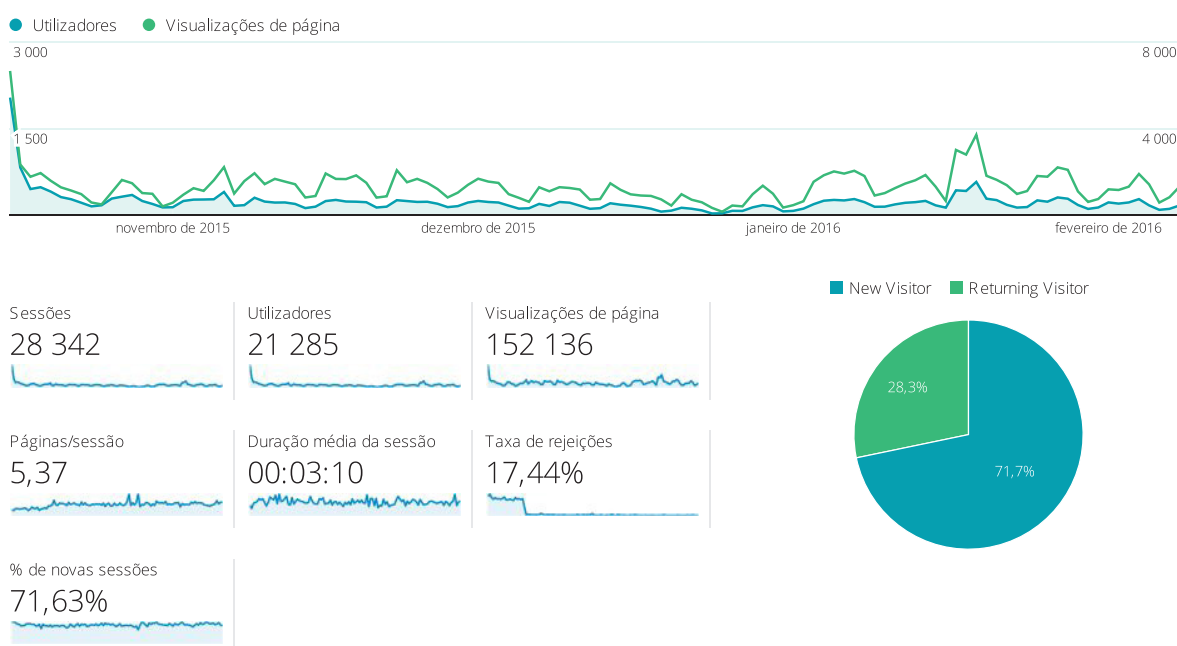 Utilizadores Visualizações de página
3 000 8 000
1 500 4 000
novembro de 2015 dezembro de 2015 janeiro de 2016 fevereiro de 2016
New Visitor Returning Visitor
Sessões Utilizadores Visualizações de página
28 342 21 285 152 136
28,3%
Páginas/sessão Duração média da sessão Taxa de rejeições
5,37 00:03:10 17,44%
71,7%
% de novas sessões
71,63%